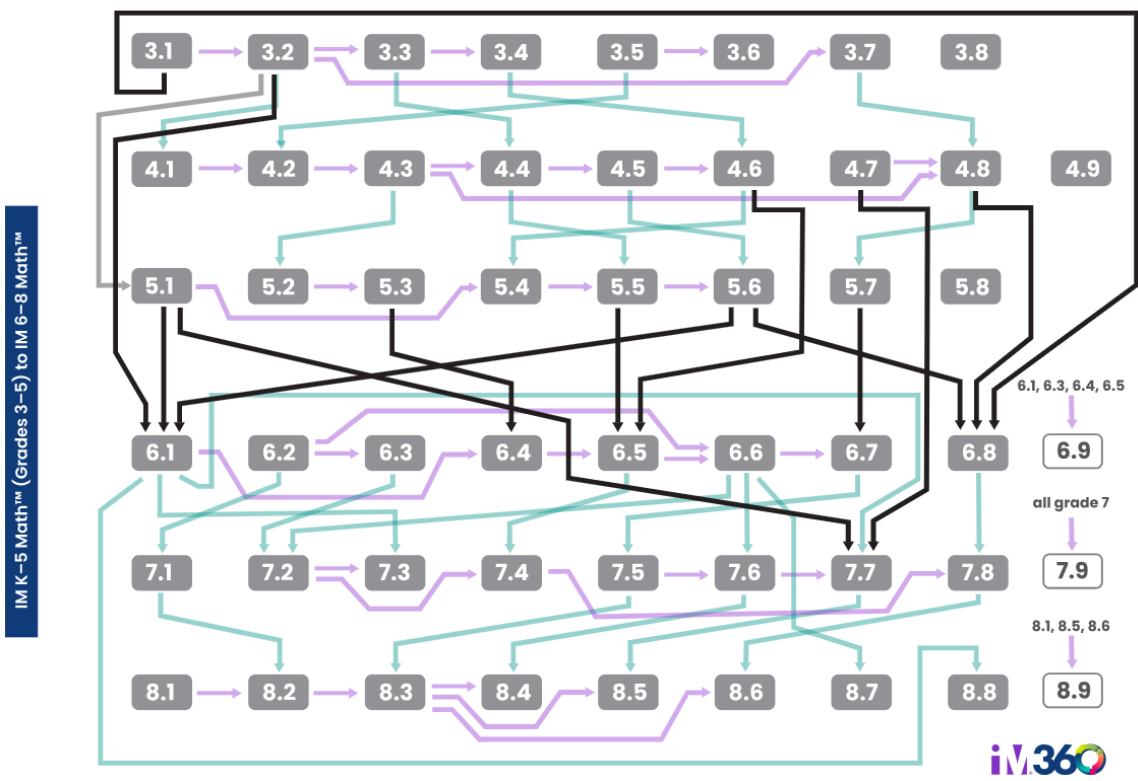 IM K–5 Math™ (Grades 3–5) to IM 6–8 Math™
3.1 3.2 3.3 3.4 3.5 3.6 3.7 3.8
4.1 4.2 4.3 4.4 4.5 4.6 4.7 4.8 4.9
5.1 5.2 5.3 5.4 5.5 5.6 5.7 5.8
6.1, 6.3, 6.4, 6.5
6.1 6.2 6.3 6.4 6.5 6.6 6.7 6.8 6.9
all grade 7
7.1 7.2 7.3 7.4 7.5 7.6 7.7 7.8 7.9
8.1, 8.5, 8.6
8.1 8.2 8.3 8.4 8.5 8.6 8.7 8.8 8.9
iM360